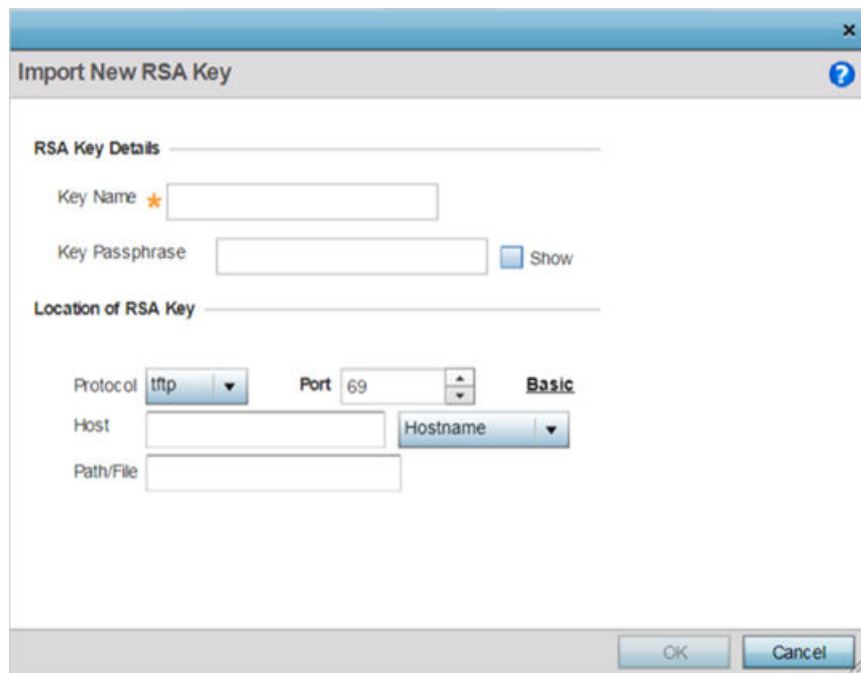 ×
Import New RSA Key ?
RSA Key Details
Key Name *
Key Passphrase Show
Location of RSA Key
Protocol tftp Port 69 Basic
Host Hostname
Path/File
OK Cancel